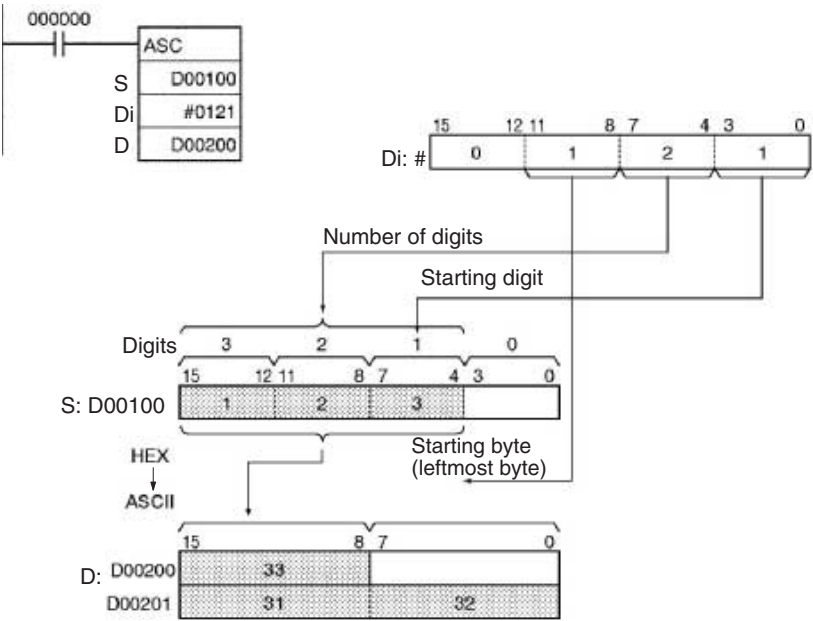 000000
ASC
S D00100
Di #0121
D D00200
15 12 11 8 7 4 3 0
Di: # 0 1 2 1
Number of digits
Starting digit
Digits 3 2 1 0
15 12 11 8 7 4 3 0
S: D00100 1 2 3
Starting byte
(leftmost byte)
HEX
ASCII
15 8 7 0
D: D00200 33
D00201 31 32